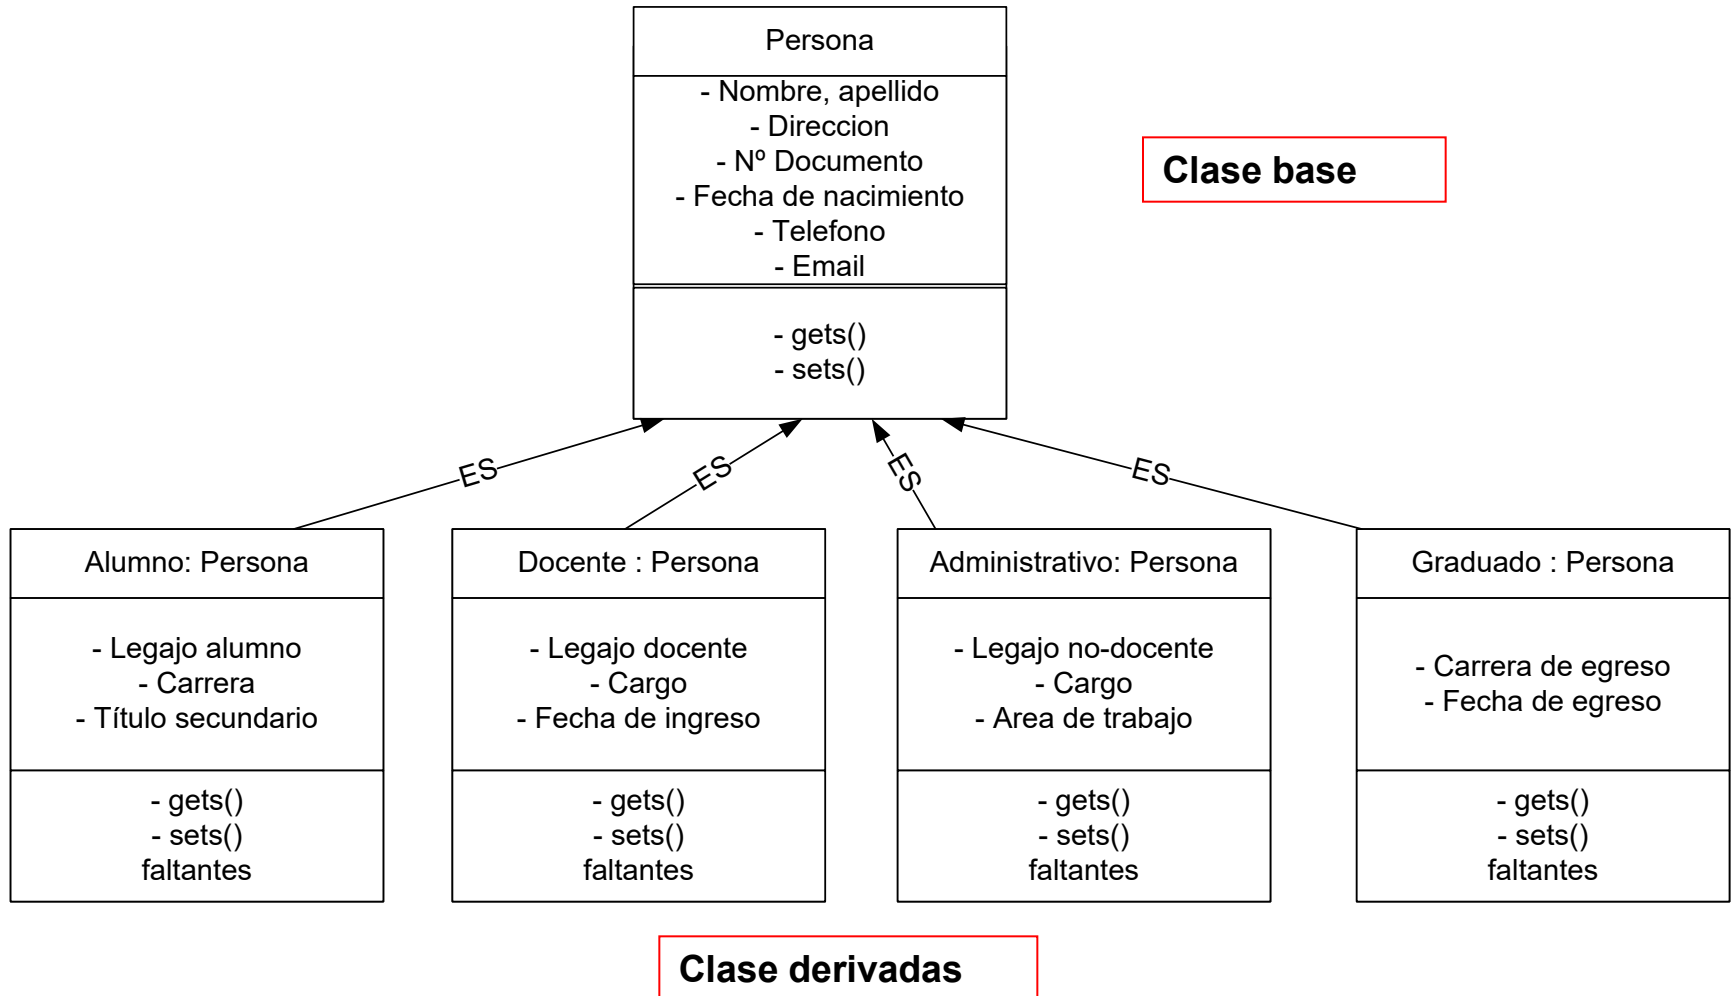 Persona
- Nombre, apellido
- Direccion
- Nº Documento
- Fecha de nacimiento
- Telefono
- Email
- gets()
- sets()
Clase base
ES
ES
ES
ES
Alumno: Persona
- Legajo alumno
- Carrera
- Título secundario
- gets()
- sets()
faltantes
Docente : Persona
- Legajo docente
- Cargo
- Fecha de ingreso
- gets()
- sets()
faltantes
Administrativo: Persona
- Legajo no-docente
- Cargo
- Area de trabajo
- gets()
- sets()
faltantes
Graduado : Persona
- Carrera de egreso
- Fecha de egreso
- gets()
- sets()
faltantes
Clase derivadas